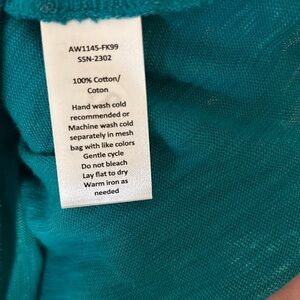 AW1145-FK99
SSN-2302
100% Cotton/
Coton
Hand wash cold
recommended or
Machine wash cold
separately in mesh
bag with like colors
Gentle cycle
Do not bleach
Lay flat to dry
Warm iron as
needed